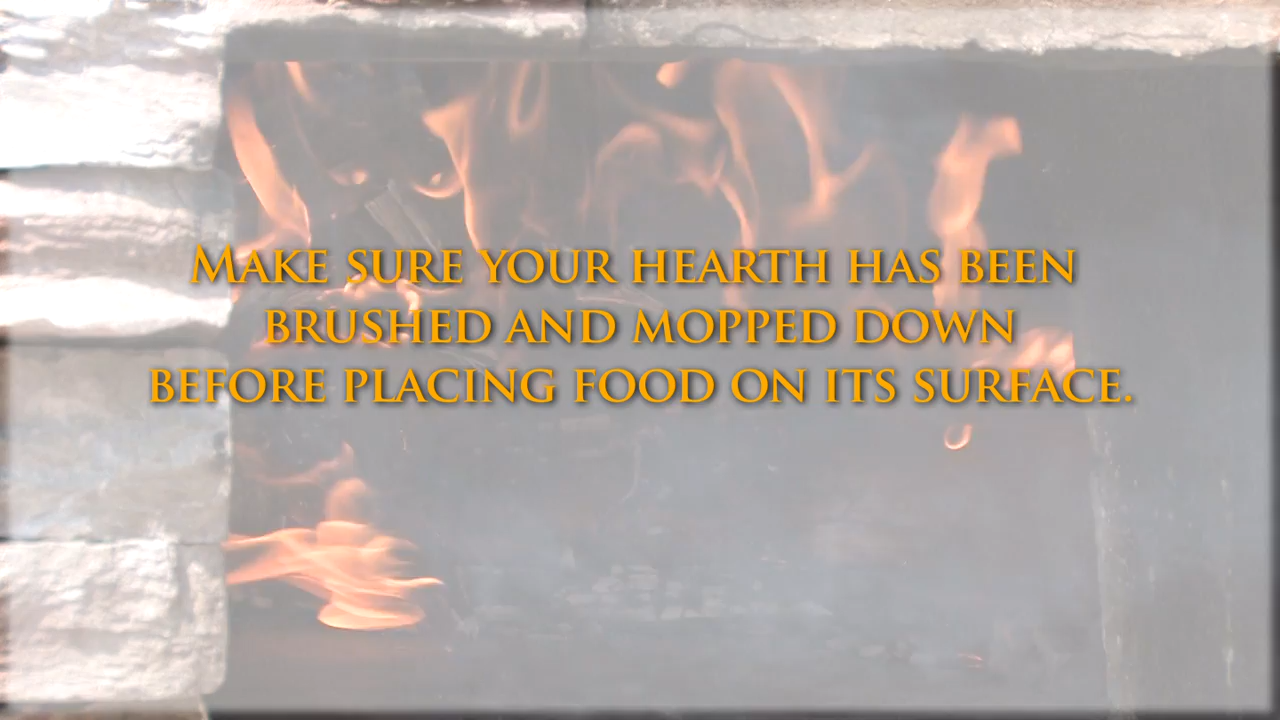 Make sure your hearth has been
brushed and mopped down
before placing food on its surface.